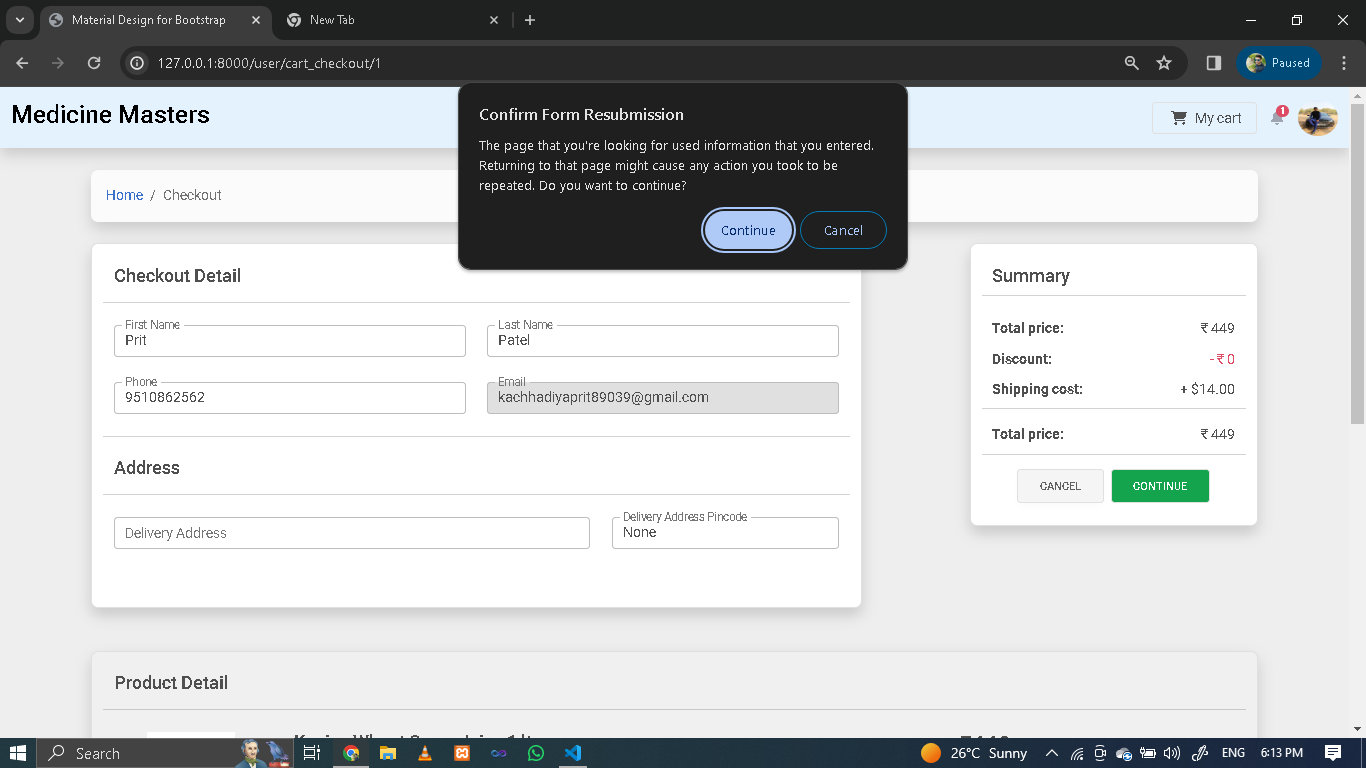 Material Design for Bootstrap
New Tab
127.0.0.1:8000/user/cart_checkout/1
Paused
Medicine Masters
My cart
1
Confirm Form Resubmission
The page that you're looking for used information that you entered.
Returning to that page might cause any action you took to be
repeated. Do you want to continue?
Continue
Cancel
Home / Checkout
Checkout Detail
First Name
Prit
Last Name
Patel
Phone
9510862562
Email
kachhadiyaprit89039@gmail.com
Address
Delivery Address
Delivery Address Pincode
None
Summary
Total price: ₹ 449
Discount: - ₹ 0
Shipping cost: + $14.00
Total price: ₹ 449
CANCEL
CONTINUE
Product Detail
Search
26°C Sunny
ENG
6:13 PM